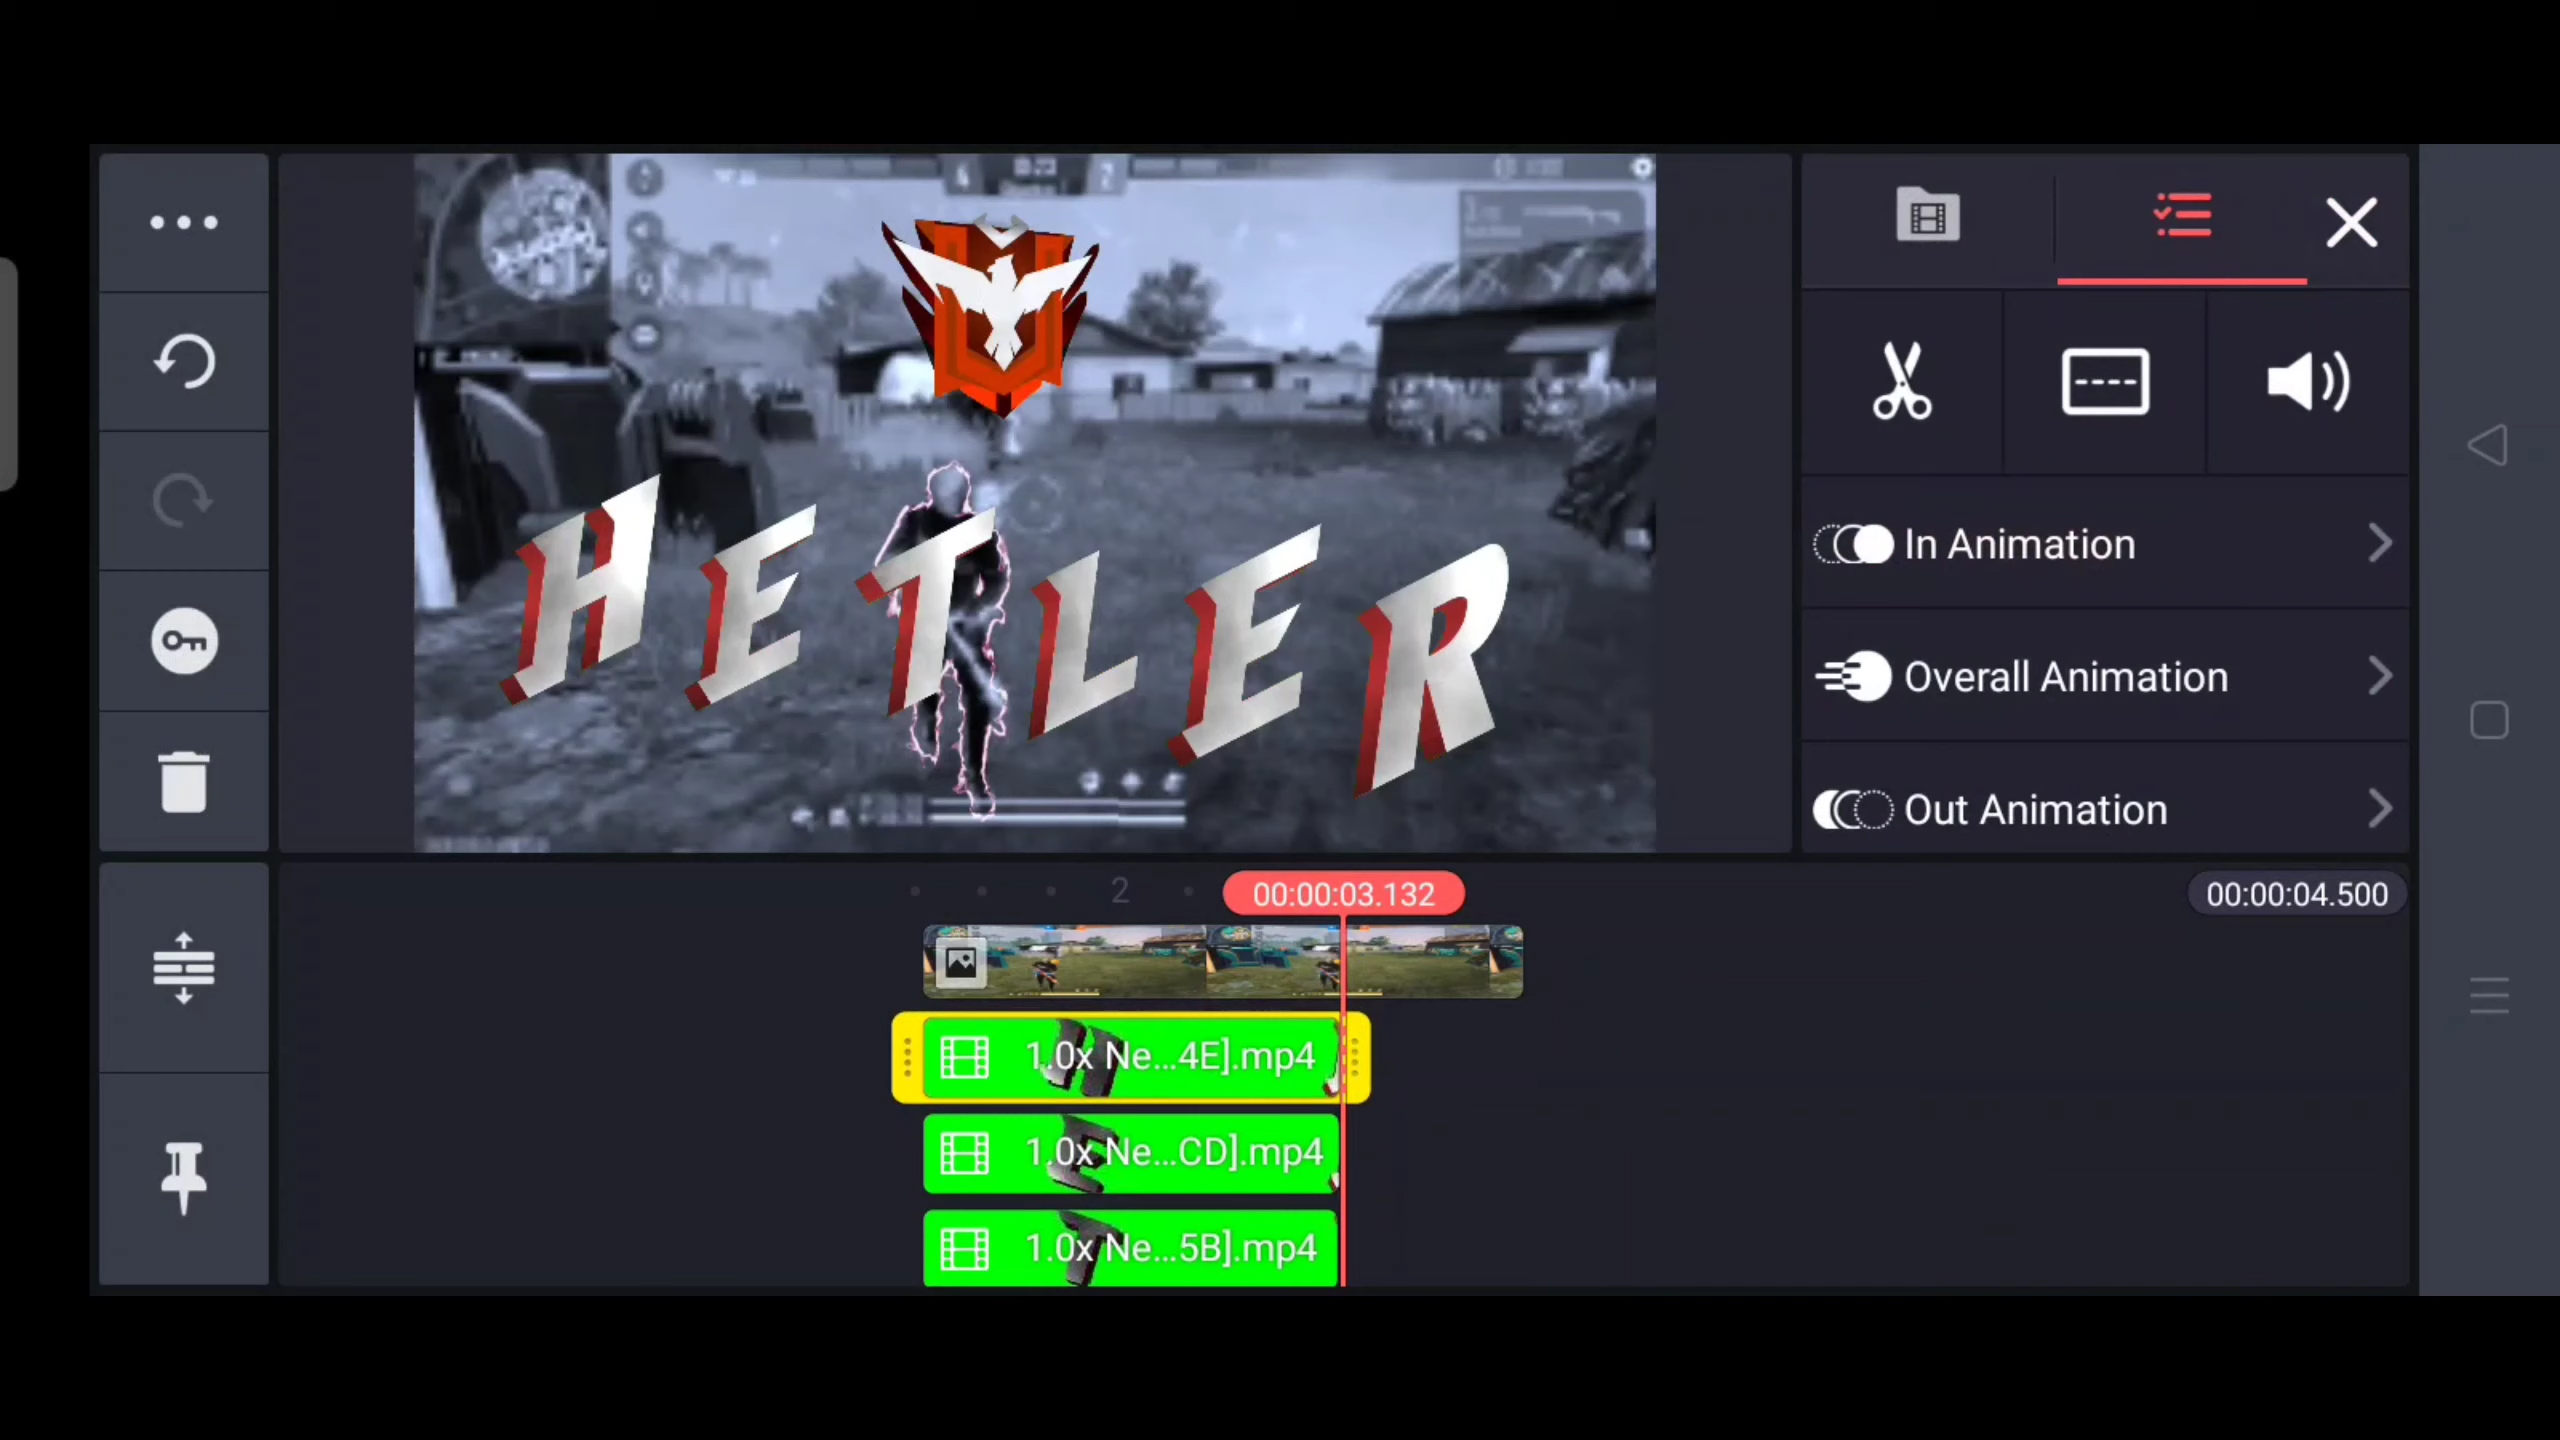 HETLER
In Animation
Overall Animation
Out Animation
2
00:00:03.132
00:00:04.500
1.0x Ne...4E].mp4
1.0x Ne...CD].mp4
1.0x Ne...5B].mp4